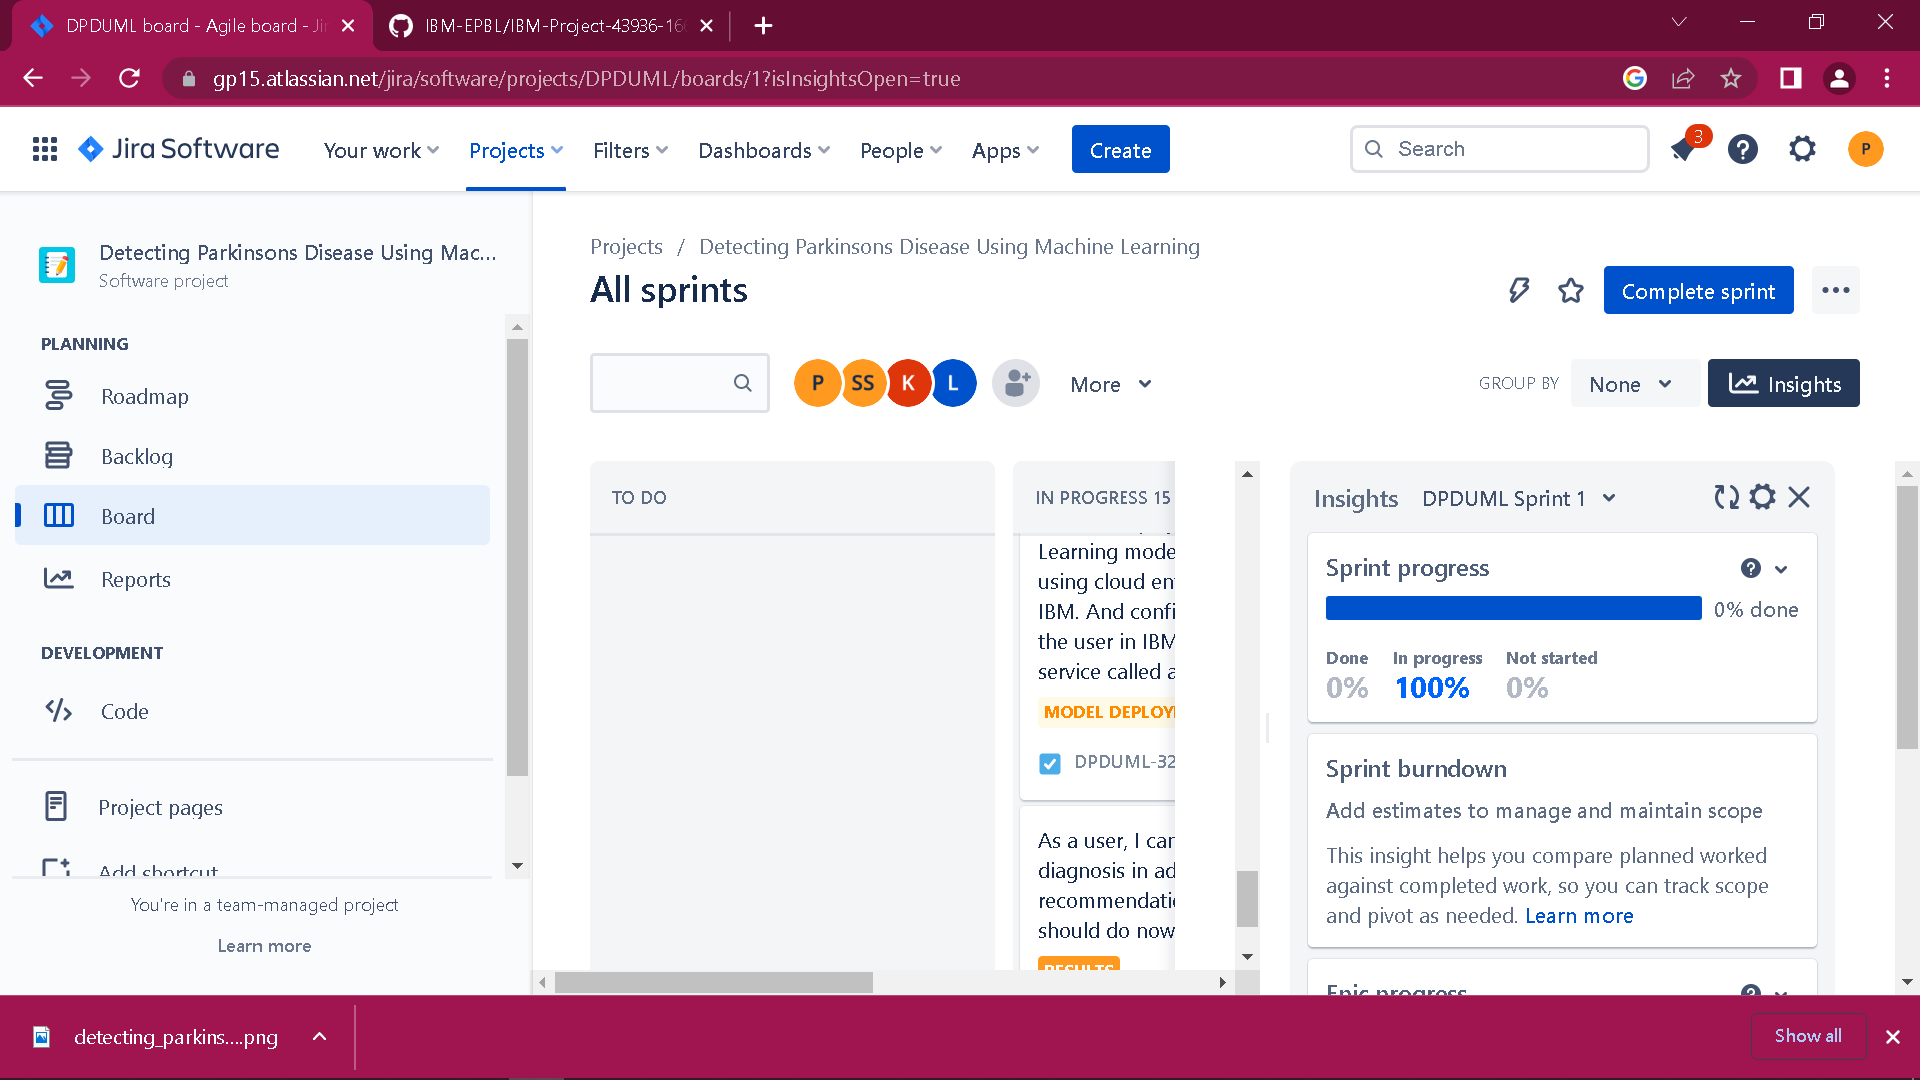 DPDUML board - Agile board - Ji
IBM-EPBL/IBM-Project-43936-16
gp15.atlassian.net/jira/software/projects/DPDUML/boards/1?isInsightsOpen=true
Jira Software
Your work
Projects
Filters
Dashboards
People
Apps
Create
Search
3
P
Detecting Parkinsons Disease Using Mac...
Software project
PLANNING
Roadmap
Backlog
Board
Reports
DEVELOPMENT
Code
Project pages
Add shortcut
You're in a team-managed project
Learn more
Projects / Detecting Parkinsons Disease Using Machine Learning
All sprints
Complete sprint
P SS K L
More
GROUP BY
None
Insights
TO DO
IN PROGRESS 15
Learning mode
using cloud en
IBM. And confi
the user in IBM
service called a
MODEL DEPLOY
DPDUML-32
As a user, I can
diagnosis in ad
recommendati
should do now
RESULTS
Insights DPDUML Sprint 1
Sprint progress
0% done
Done In progress Not started
0% 100% 0%
Sprint burndown
Add estimates to manage and maintain scope
This insight helps you compare planned worked
against completed work, so you can track scope
and pivot as needed. Learn more
Epic progress
detecting_parkins....png
Show all